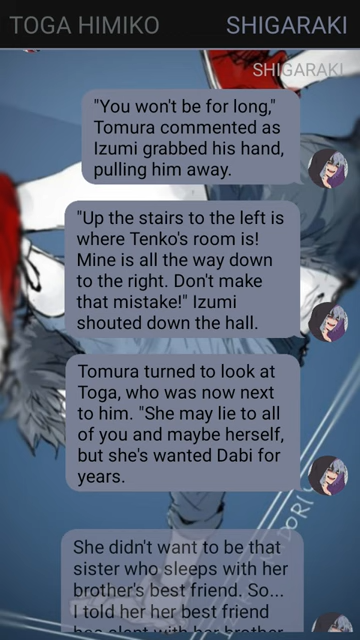 TOGA HIMIKO SHIGARAKI
SHIGARAKI
"You won't be for long,"
Tomura commented as
Izumi grabbed his hand,
pulling him away.
"Up the stairs to the left is
where Tenko's room is!
Mine is all the way down
to the right. Don't make
that mistake!" Izumi
shouted down the hall.
Tomura turned to look at
Toga, who was now next
to him. "She may lie to all
of you and maybe herself,
but she's wanted Dabi for
years.
She didn't want to be that
sister who sleeps with her
brother's best friend. So...
I told her her best friend
has slept with her brother